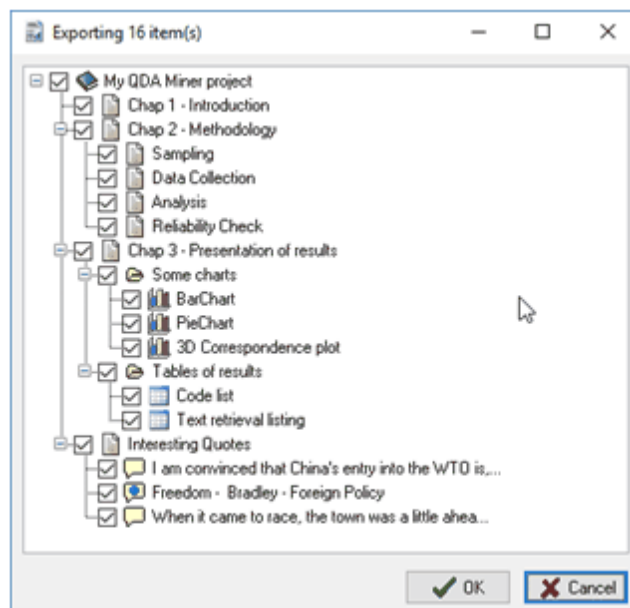 Exporting 16 item(s)
My QDA Miner project
Chap 1 - Introduction
Chap 2 - Methodology
Sampling
Data Collection
Analysis
Reliability Check
Chap 3 - Presentation of results
Some charts
BarChart
PieChart
3D Correspondence plot
Tables of results
Code list
Text retrieval listing
Interesting Quotes
I am convinced that China's entry into the WTO is,...
Freedom - Bradley - Foreign Policy
When it came to race, the town was a little ahea...
OK Cancel